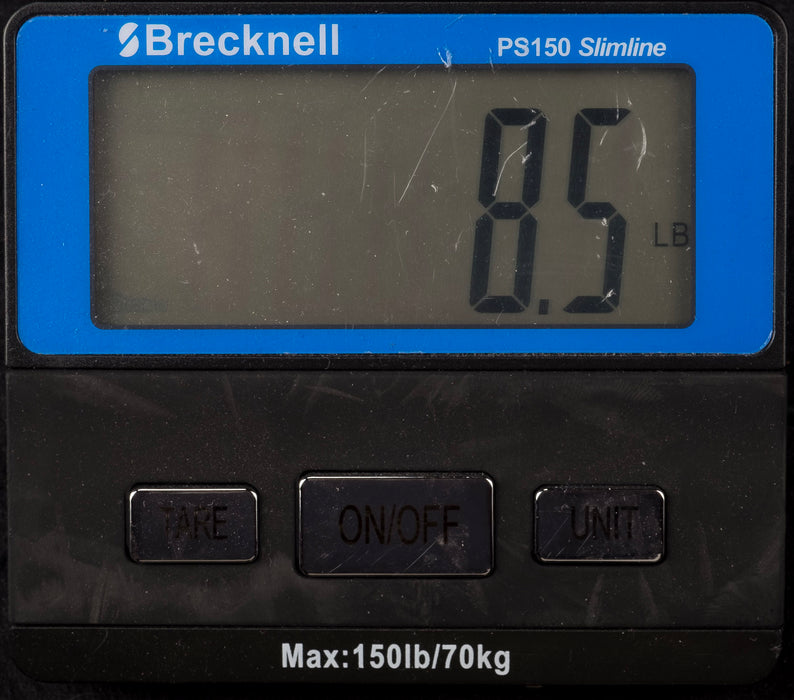 Brecknell
PS150 Slimline
8.5
LB
TARE
ON/OFF
UNIT
Max:150lb/70kg